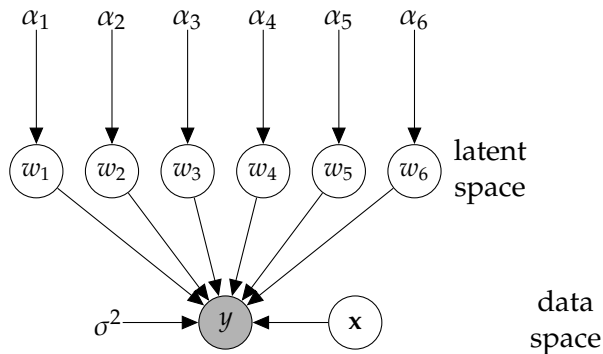 α₁ α₂ α₃ α₄ α₅ α₆
w₁ w₂ w₃ w₄ w₅ w₆
latent
space
σ² y x
data
space